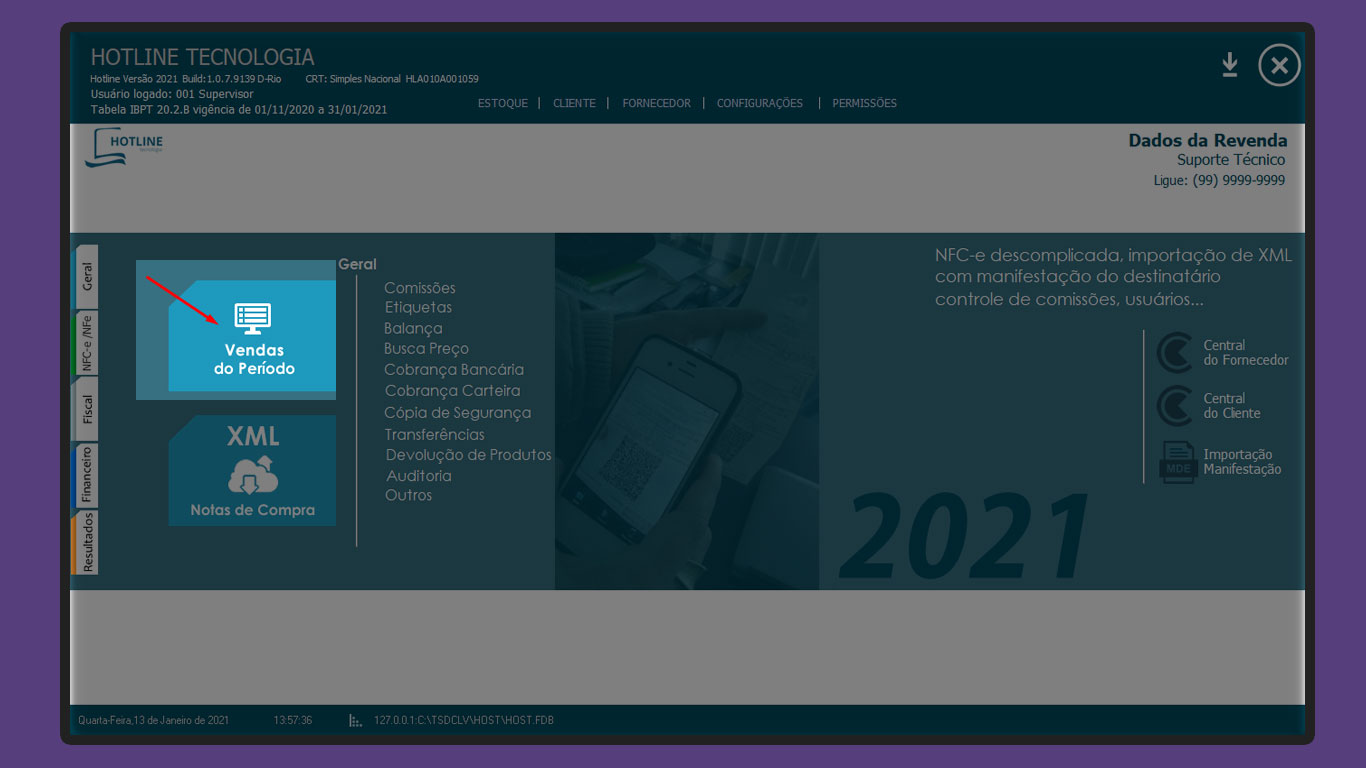 HOTLINE TECNOLOGIA
Hotline Versão 2021 Build:1.0.7.9139 D-Rio CRT: Simples Nacional HLA010A001059
Usuário logado: 001 Supervisor
Tabela IBPT 20.2.B vigência de 01/11/2020 a 31/01/2021
ESTOQUE | CLIENTE | FORNECEDOR | CONFIGURAÇÕES | PERMISSÕES
HOTLINE
tecnologia
Dados da Revenda
Suporte Técnico
Ligue: (99) 9999-9999
Geral
NFC-e /NFe
Fiscal
Financeiro
Resultados
Vendas
do Período
XML
Notas de Compra
Geral
Comissões
Etiquetas
Balança
Busca Preço
Cobrança Bancária
Cobrança Carteira
Cópia de Segurança
Transferências
Devolução de Produtos
Auditoria
Outros
NFC-e descomplicada, importação de XML
com manifestação do destinatário
controle de comissões, usuários...
Central
do Fornecedor
Central
do Cliente
MDE
Importação
Manifestação
2021
Quarta-Feira,13 de Janeiro de 2021 13:57:36 127.0.0.1:C:\TSDCLV\HOST\HOST.FDB